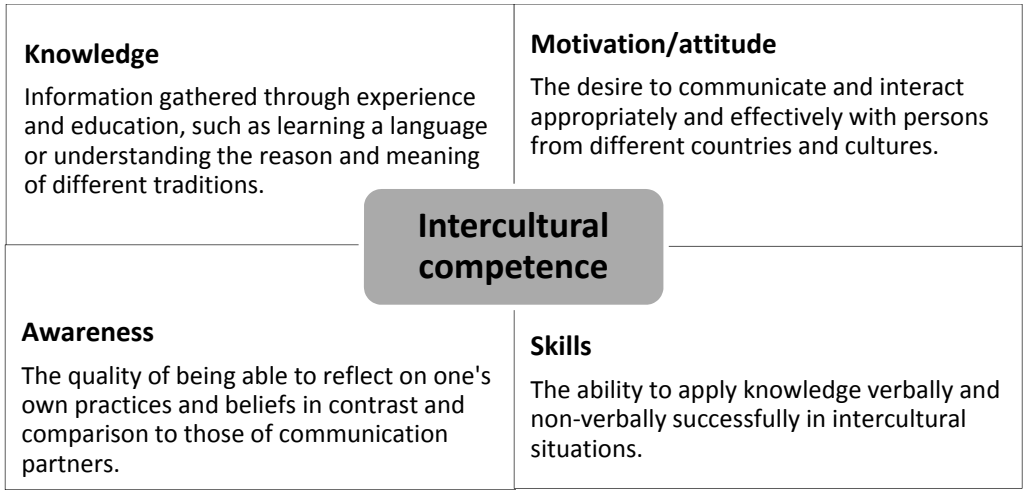 Knowledge
Information gathered through experience
and education, such as learning a language
or understanding the reason and meaning
of different traditions.
Motivation/attitude
The desire to communicate and interact
appropriately and effectively with persons
from different countries and cultures.
Intercultural
competence
Awareness
The quality of being able to reflect on one's
own practices and beliefs in contrast and
comparison to those of communication
partners.
Skills
The ability to apply knowledge verbally and
non-verbally successfully in intercultural
situations.